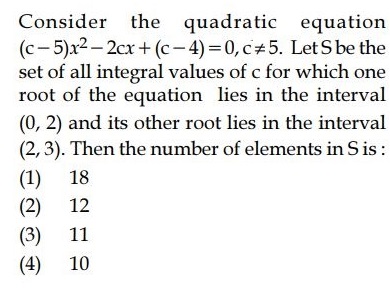 Consider the quadratic equation
(c – 5)x² – 2cx + (c – 4) = 0, c ≠ 5. Let S be the
set of all integral values of c for which one
root of the equation lies in the interval
(0, 2) and its other root lies in the interval
(2, 3). Then the number of elements in S is :
(1) 18
(2) 12
(3) 11
(4) 10